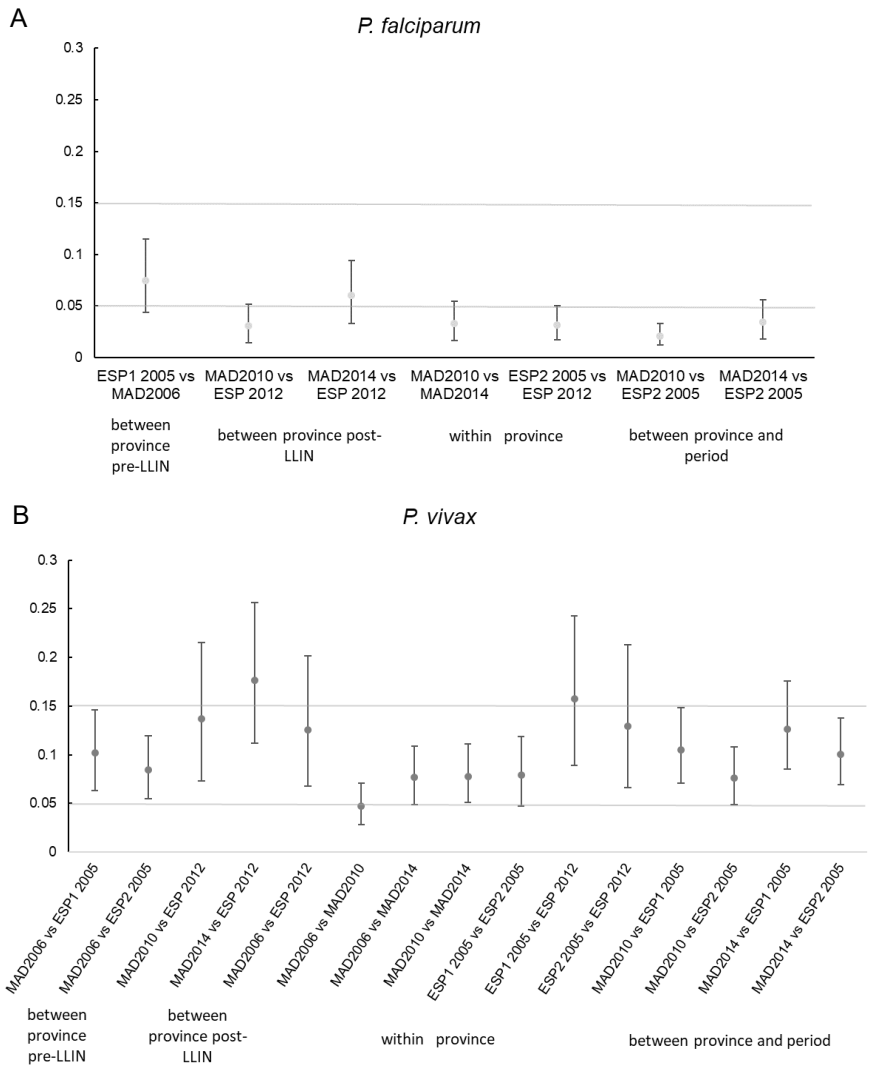 A
P. falciparum
0.3
0.25
0.2
0.15
0.1
0.05
0
ESP1 2005 vs
MAD2006
MAD2010 vs
ESP 2012
MAD2014 vs
ESP 2012
MAD2010 vs
MAD2014
ESP2 2005 vs
ESP 2012
MAD2010 vs
ESP2 2005
MAD2014 vs
ESP2 2005
between
province
pre-LLIN
between province post-
LLIN
within province
between province and
period
B
P. vivax
0.3
0.25
0.2
0.15
0.1
0.05
0
MAD2006 vs ESP1 2005
MAD2006 vs ESP2 2005
MAD2010 vs ESP 2012
MAD2014 vs ESP 2012
MAD2006 vs ESP 2012
MAD2006 vs MAD2010
MAD2006 vs MAD2014
MAD2010 vs MAD2014
ESP1 2005 vs ESP2 2005
ESP1 2005 vs ESP 2012
ESP2 2005 vs ESP 2012
MAD2010 vs ESP1 2005
MAD2010 vs ESP2 2005
MAD2014 vs ESP1 2005
MAD2014 vs ESP2 2005
between
province
pre-LLIN
between
province post-
LLIN
within province
between province and period